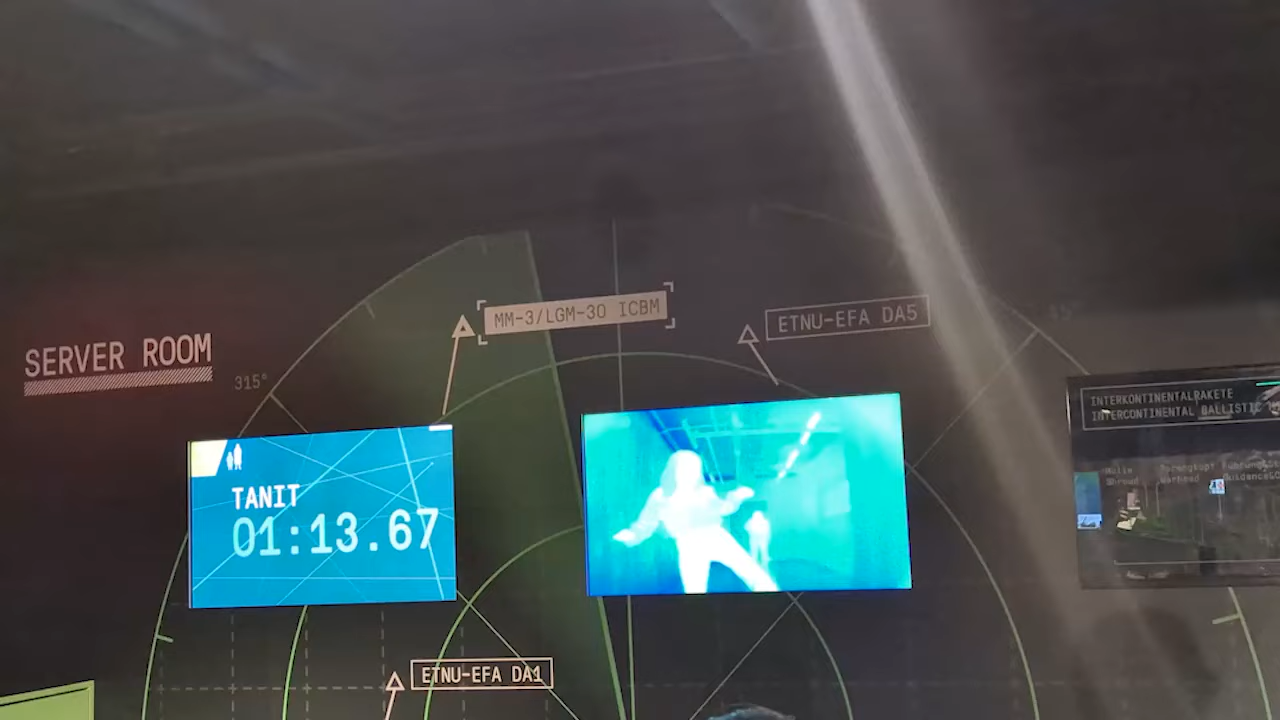 MM-3/LGM-30 ICBM
ETNU-EFA DA5
SERVER ROOM
315°
45°
INTERKONTINENTALRAKETE
INTERCONTINENTAL BALLISTIC
TANIT
01:13.67
ETNU-EFA DA1